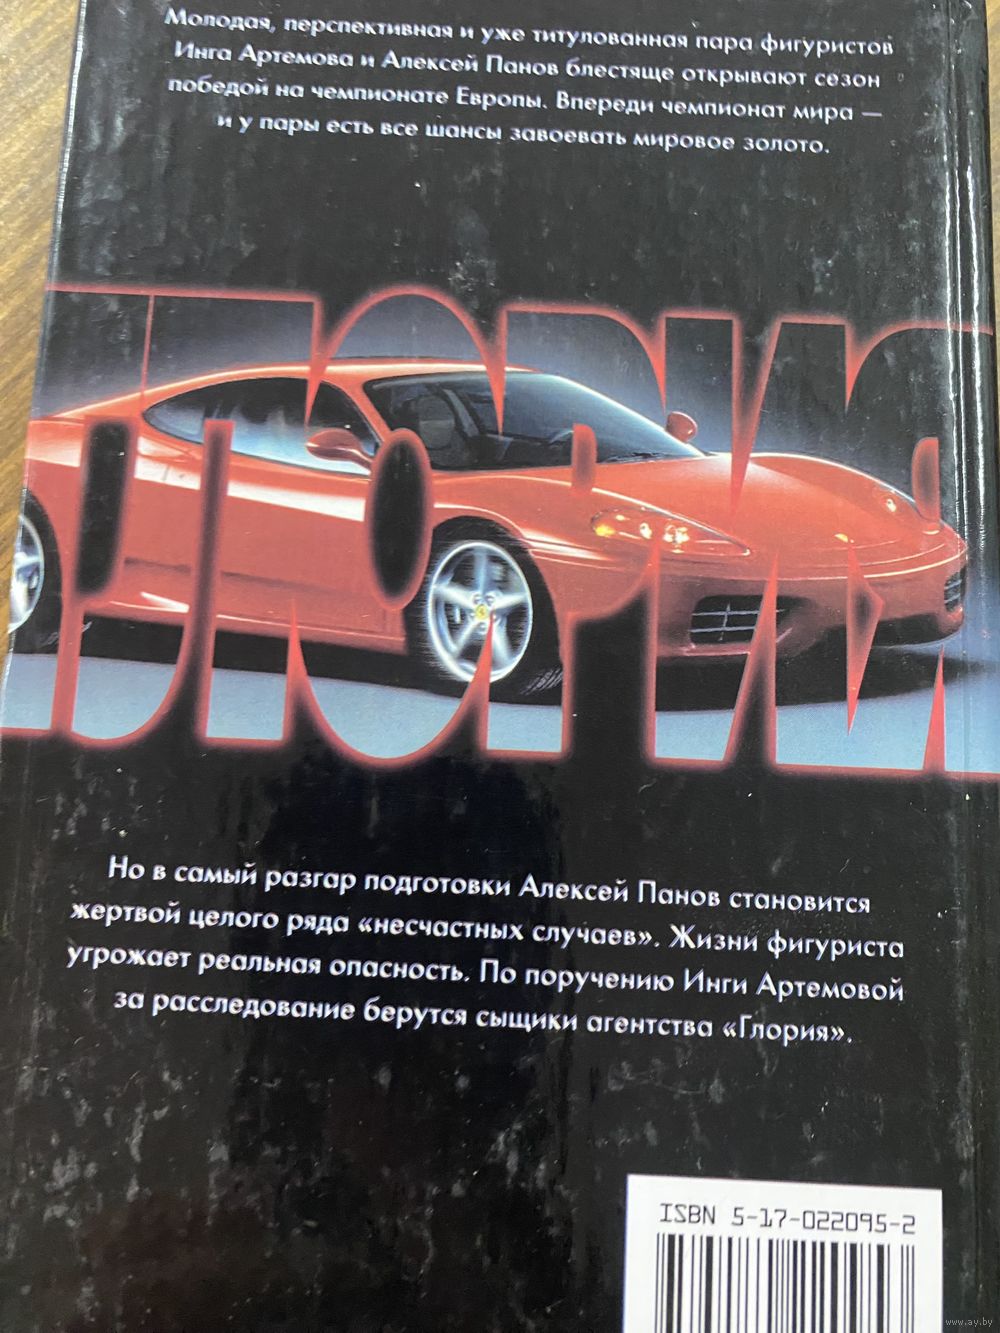 Молодая, перспективная и уже титулованная пара фигуристов
Инга Артемова и Алексей Панов блестяще открывают сезон
победой на чемпионате Европы. Впереди чемпионат мира —
и у пары есть все шансы завоевать мировое золото.
Но в самый разгар подготовки Алексей Панов становится
жертвой целого ряда «несчастных случаев». Жизни фигуриста
угрожает реальная опасность. По поручению Инги Артемовой
за расследование берутся сыщики агентства «Глория».
ISBN 5-17-022095-2
www.ay.by